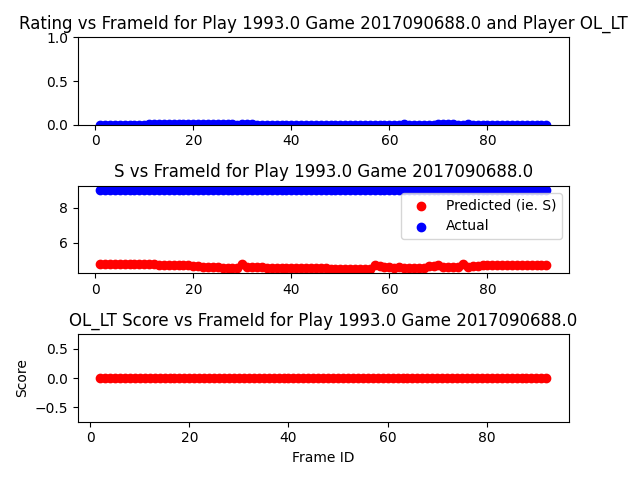 Rating vs FrameId for Play 1993.0 Game 2017090688.0 and Player OL_LT
1.0
0.5
0.0
0 20 40 60 80
S vs FrameId for Play 1993.0 Game 2017090688.0
8
6
Predicted (ie. S)
Actual
0 20 40 60 80
OL_LT Score vs FrameId for Play 1993.0 Game 2017090688.0
Score
0.5
0.0
−0.5
0 20 40 60 80
Frame ID